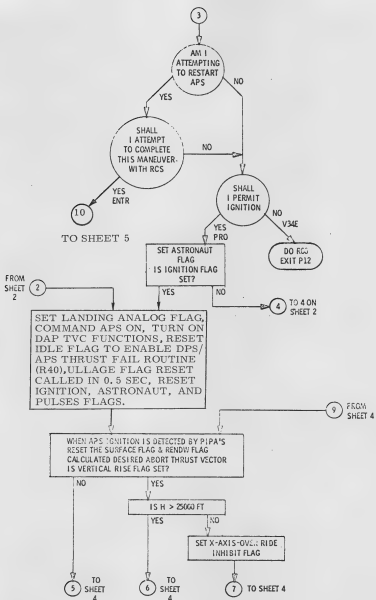 3
AM I
ATTEMPTING
TO RESTART
APS
YES
NO
SHALL
I ATTEMPT
TO COMPLETE
THIS MANEUVER
WITH RCS
NO
YES
ENTR
10
TO SHEET 5
SHALL
I PERMIT
IGNITION
YES
PRO
NO
V34E
DO R00
EXIT P12
SET ASTRONAUT
FLAG
IS IGNITION FLAG
SET?
FROM
SHEET
2
2
YES
NO
4
TO 4 ON
SHEET 2
SET LANDING ANALOG FLAG,
COMMAND APS ON, TURN ON
DAP TVC FUNCTIONS, RESET
IDLE FLAG TO ENABLE DPS/
APS THRUST FAIL ROUTINE
(R40), ULLAGE FLAG RESET
CALLED IN 0.5 SEC, RESET
IGNITION, ASTRONAUT, AND
PULSES FLAGS.
9
FROM
SHEET 4
WHEN APS IGNITION IS DETECTED BY PIPA'S
RESET THE SURFACE FLAG & RENDW FLAG
CALCULATED DESIRED ABORT THRUST VECTOR
IS VERTICAL RISE FLAG SET?
NO
YES
IS H > 25000 FT
YES
NO
SET X-AXIS-OVER RIDE
INHIBIT FLAG
5
TO
SHEET
4
6
TO
SHEET
4
7
TO SHEET 4